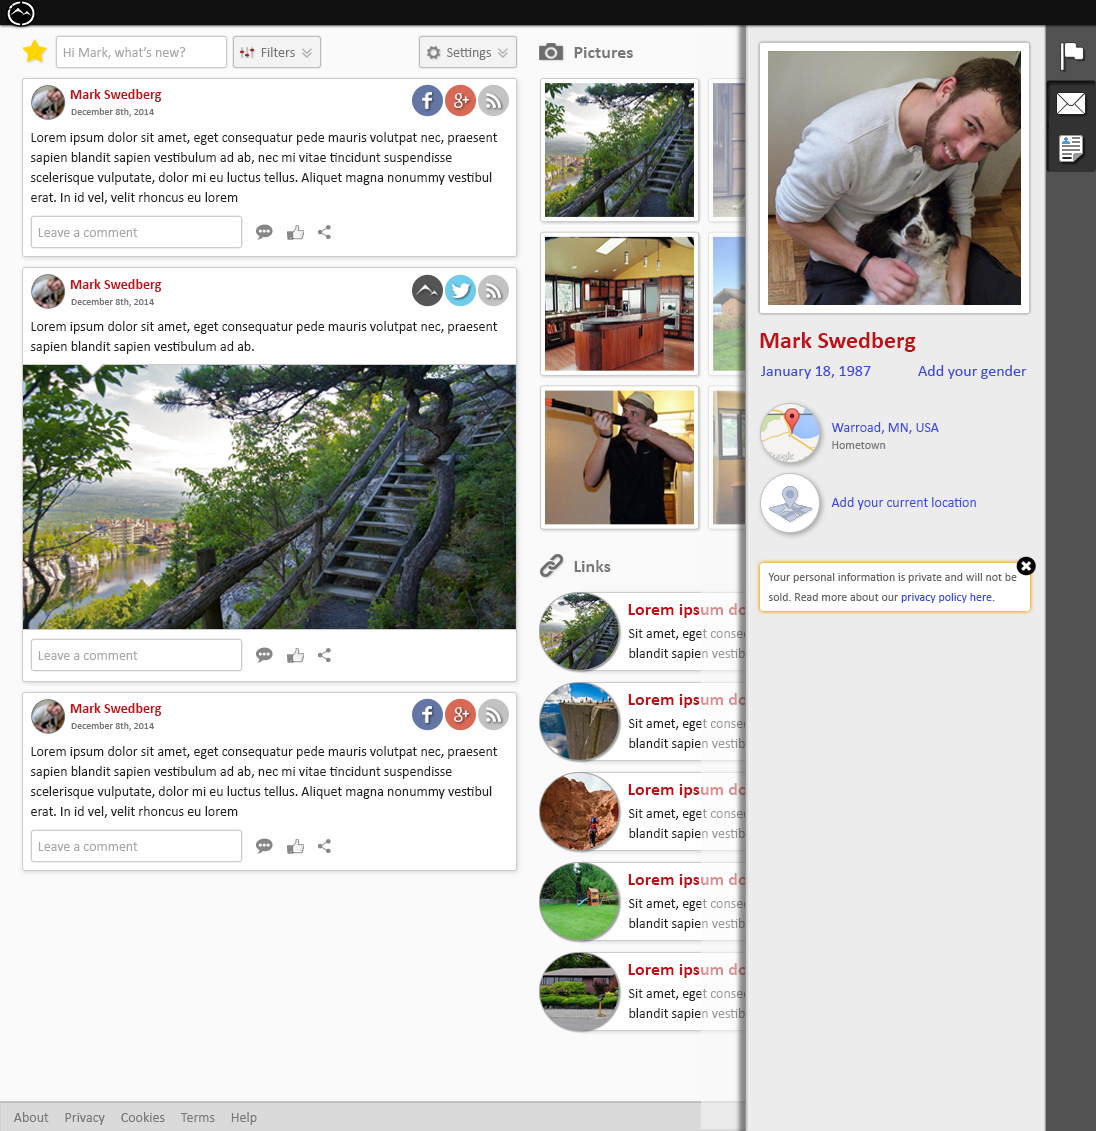 Hi Mark, what's new?
Filters
Settings
Mark Swedberg
December 8th, 2014
Lorem ipsum dolor sit amet, eget consequatur pede mauris volutpat nec, praesent
sapien blandit sapien vestibulum ad ab, nec mi vitae tincidunt suspendisse
scelerisque vulputate, dolor mi eu luctus tellus. Aliquet magna nonummy vestibul
erat. In id vel, velit rhoncus eu lorem
Leave a comment
Mark Swedberg
December 8th, 2014
Lorem ipsum dolor sit amet, eget consequatur pede mauris volutpat nec, praesent
sapien blandit sapien vestibulum ad ab.
Leave a comment
Mark Swedberg
December 8th, 2014
Lorem ipsum dolor sit amet, eget consequatur pede mauris volutpat nec, praesent
sapien blandit sapien vestibulum ad ab, nec mi vitae tincidunt suspendisse
scelerisque vulputate, dolor mi eu luctus tellus. Aliquet magna nonummy vestibul
erat. In id vel, velit rhoncus eu lorem
Leave a comment
Pictures
Links
Lorem ipsum do
Sit amet, eget conse
blandit sapien vestib
Lorem ipsum do
Sit amet, eget conse
blandit sapien vestib
Lorem ipsum do
Sit amet, eget conse
blandit sapien vestib
Lorem ipsum do
Sit amet, eget conse
blandit sapien vestib
Lorem ipsum do
Sit amet, eget conse
blandit sapien vestib
Mark Swedberg
January 18, 1987 Add your gender
Google
Warroad, MN, USA
Hometown
Add your current location
Your personal information is private and will not be
sold. Read more about our privacy policy here.
About Privacy Cookies Terms Help